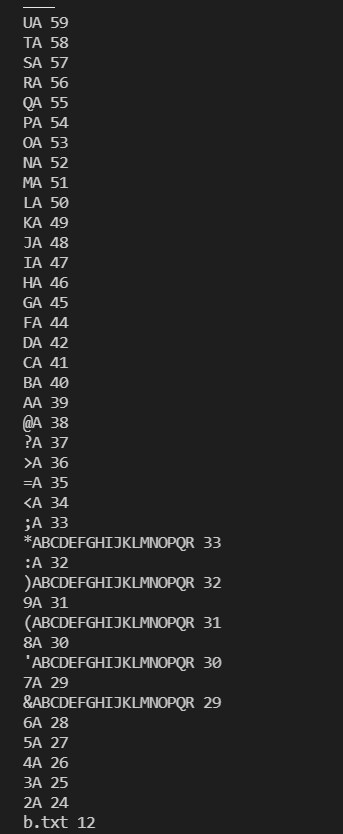 ____
UA 59
TA 58
SA 57
RA 56
QA 55
PA 54
OA 53
NA 52
MA 51
LA 50
KA 49
JA 48
IA 47
HA 46
GA 45
FA 44
DA 42
CA 41
BA 40
AA 39
@A 38
?A 37
>A 36
=A 35
<A 34
;A 33
*ABCDEFGHIJKLMNOPQR 33
:A 32
)ABCDEFGHIJKLMNOPQR 32
9A 31
(ABCDEFGHIJKLMNOPQR 31
8A 30
'ABCDEFGHIJKLMNOPQR 30
7A 29
&ABCDEFGHIJKLMNOPQR 29
6A 28
5A 27
4A 26
3A 25
2A 24
b.txt 12